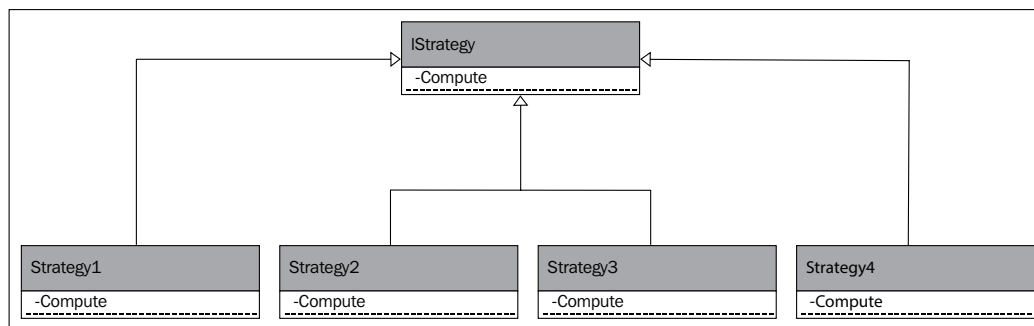 IStrategy
-Compute
Strategy1
-Compute
Strategy2
-Compute
Strategy3
-Compute
Strategy4
-Compute